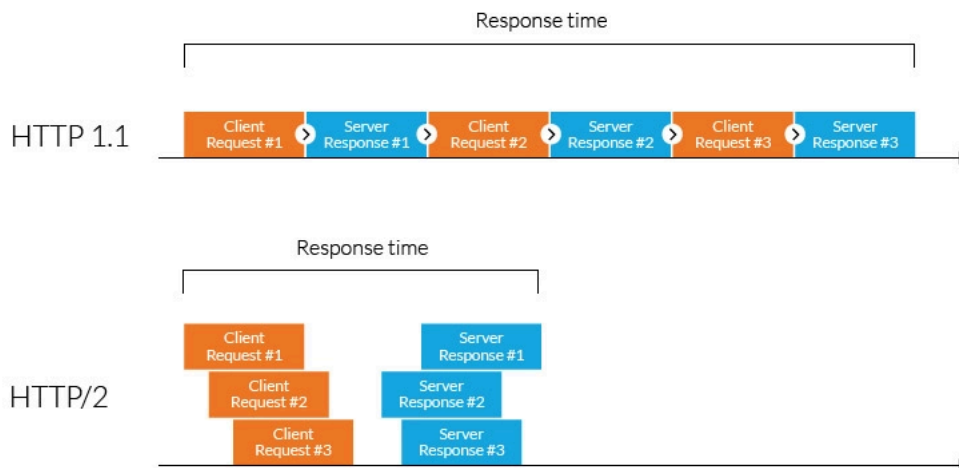 Response time
HTTP 1.1
Client
Request #1
Server
Response #1
Client
Request #2
Server
Response #2
Client
Request #3
Server
Response #3
Response time
HTTP/2
Client
Request #1
Server
Response #1
Client
Request #2
Server
Response #2
Client
Request #3
Server
Response #3